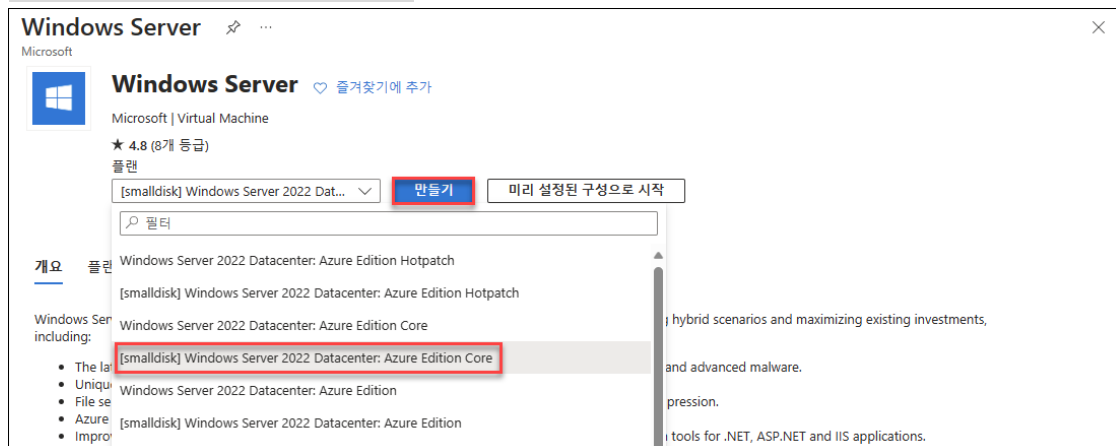 Windows Server ...
Microsoft
Windows Server ♡ 즐겨찾기에 추가
Microsoft | Virtual Machine
★ 4.8 (8개 등급)
플랜
[smalldisk] Windows Server 2022 Dat... 만들기 미리 설정된 구성으로 시작
필터
Windows Server 2022 Datacenter: Azure Edition Hotpatch
개요 플랜
[smalldisk] Windows Server 2022 Datacenter: Azure Edition Hotpatch
Windows Server 2022 Datacenter: Azure Edition Core
Windows Ser hybrid scenarios and maximizing existing investments,
including:
[smalldisk] Windows Server 2022 Datacenter: Azure Edition Core
• The la and advanced malware.
• Uniqu
Windows Server 2022 Datacenter: Azure Edition
• File se pression.
• Azure
[smalldisk] Windows Server 2022 Datacenter: Azure Edition
• Impro tools for .NET, ASP.NET and IIS applications.